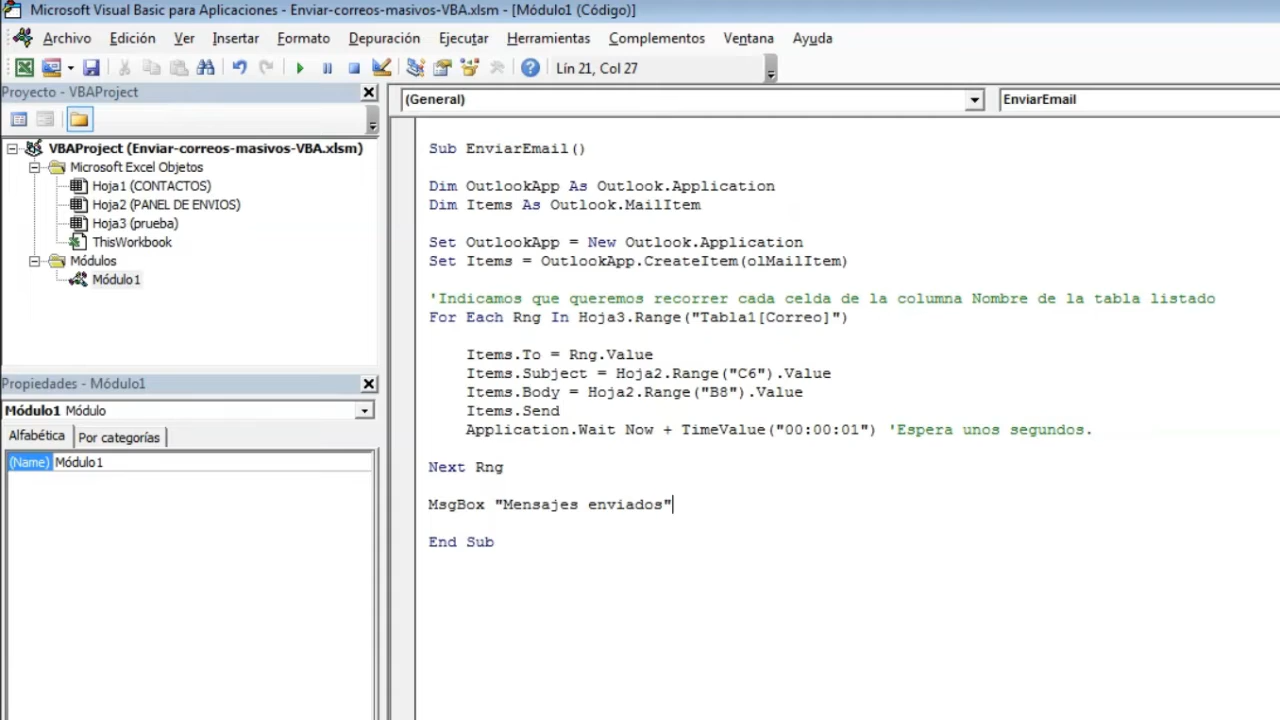 Microsoft Visual Basic para Aplicaciones - Enviar-correos-masivos-VBA.xlsm - [Módulo1 (Código)]
Archivo Edición Ver Insertar Formato Depuración Ejecutar Herramientas Complementos Ventana Ayuda
Lín 21, Col 27
Proyecto - VBAProject
VBAProject (Enviar-correos-masivos-VBA.xlsm)
Microsoft Excel Objetos
Hoja1 (CONTACTOS)
Hoja2 (PANEL DE ENVIOS)
Hoja3 (prueba)
ThisWorkbook
Módulos
Módulo1
Propiedades - Módulo1
Módulo1 Módulo
Alfabética Por categorías
(Name) Módulo1
(General) EnviarEmail
Sub EnviarEmail()
Dim OutlookApp As Outlook.Application
Dim Items As Outlook.MailItem
Set OutlookApp = New Outlook.Application
Set Items = OutlookApp.CreateItem(olMailItem)
'Indicamos que queremos recorrer cada celda de la columna Nombre de la tabla listado
For Each Rng In Hoja3.Range("Tabla1[Correo]")
Items.To = Rng.Value
Items.Subject = Hoja2.Range("C6").Value
Items.Body = Hoja2.Range("B8").Value
Items.Send
Application.Wait Now + TimeValue("00:00:01") 'Espera unos segundos.
Next Rng
MsgBox "Mensajes enviados"
End Sub